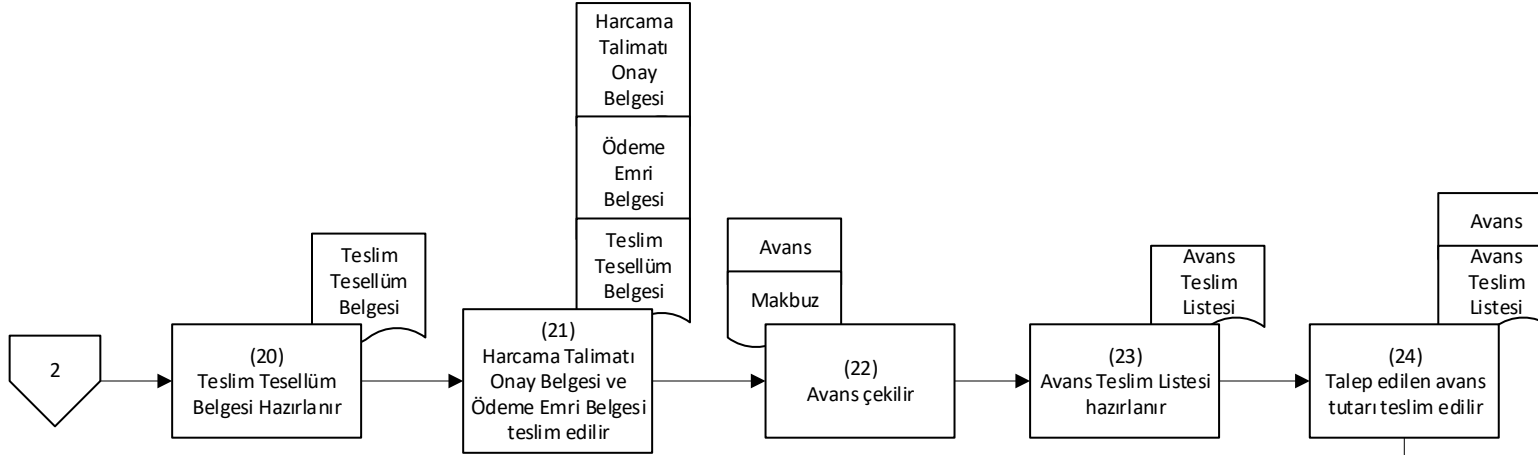 Harcama
Talimatı
Onay
Belgesi
Ödeme
Emri
Belgesi
Teslim
Tesellüm
Belgesi
Teslim
Tesellüm
Belgesi
Avans
Makbuz
Avans
Teslim
Listesi
Avans
Avans
Teslim
Listesi
2
(20)
Teslim Tesellüm
Belgesi Hazırlanır
(21)
Harcama Talimatı
Onay Belgesi ve
Ödeme Emri Belgesi
teslim edilir
(22)
Avans çekilir
(23)
Avans Teslim Listesi
hazırlanır
(24)
Talep edilen avans
tutarı teslim edilir